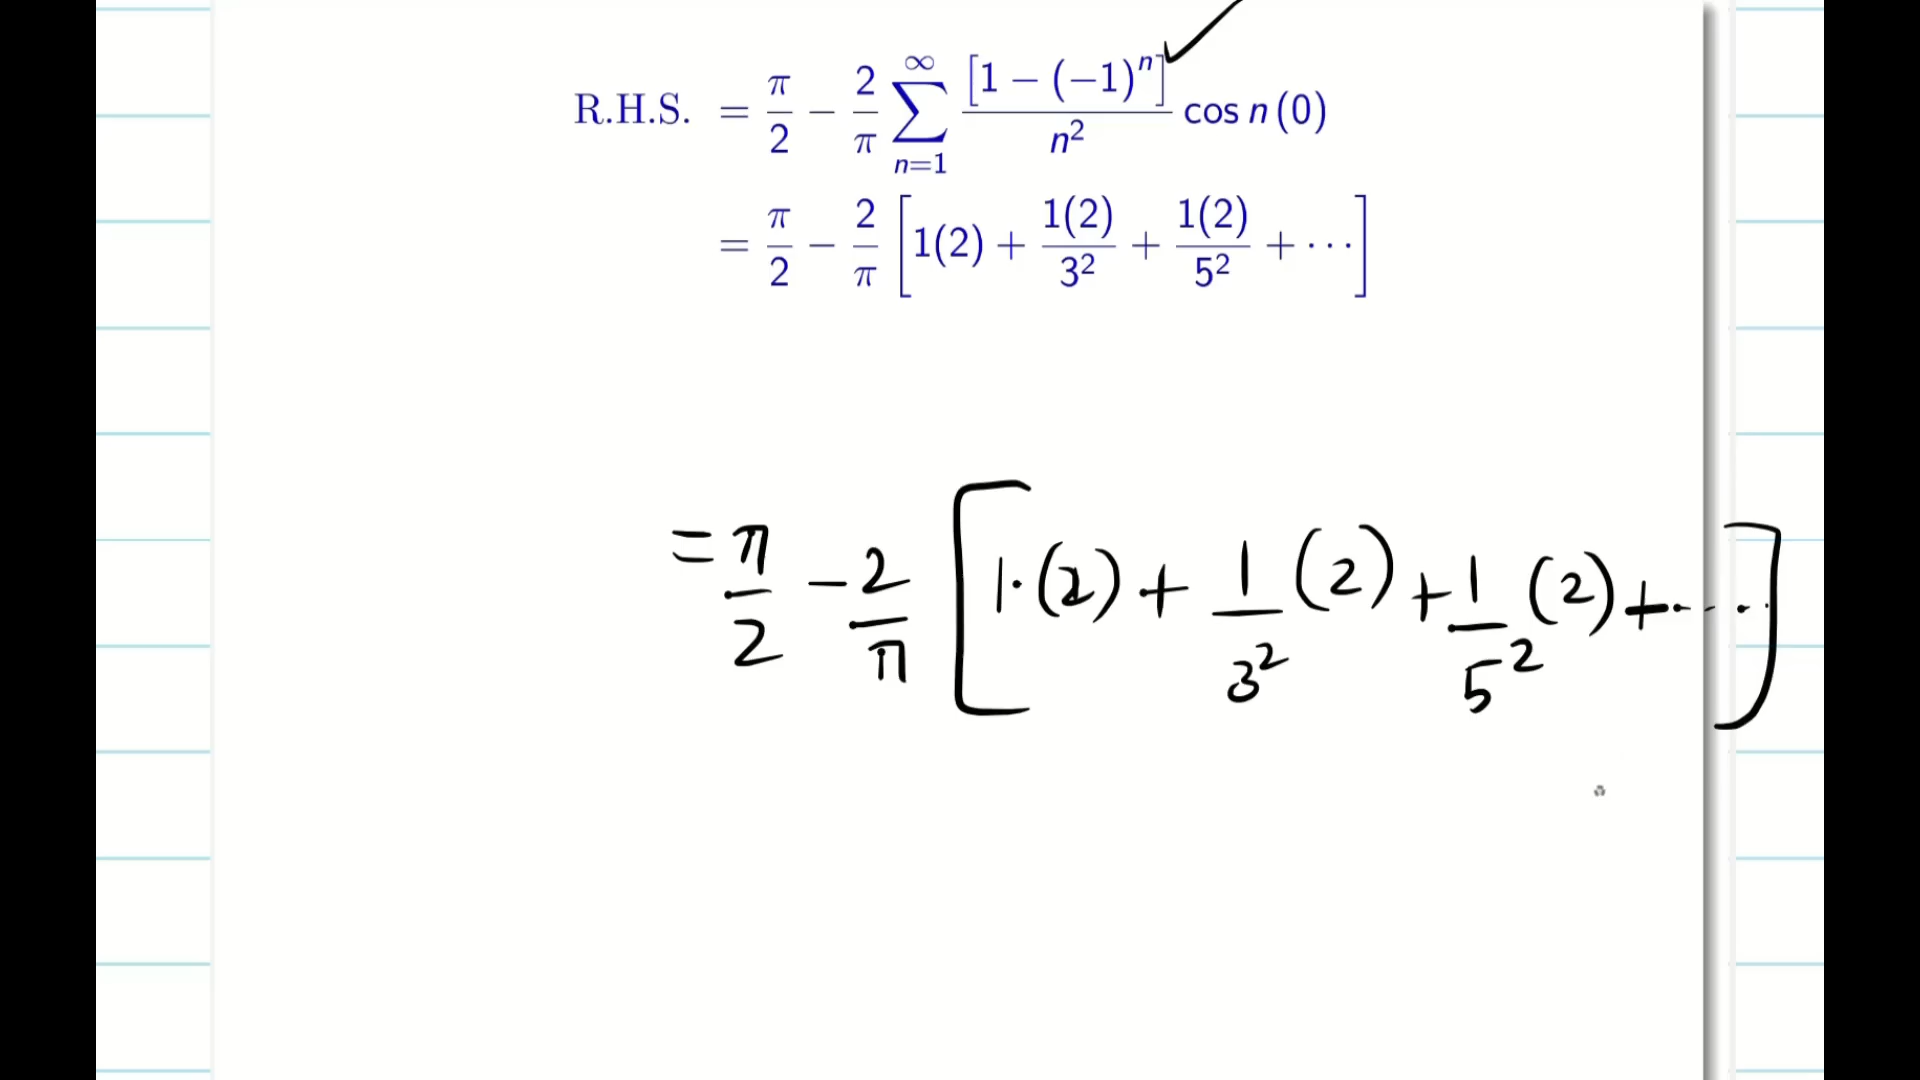 R.H.S. = π/2 − 2/π ∑_{n=1}^{∞} [1 − (−1)^n]/n² cos n (0)
= π/2 − 2/π [1(2) + 1(2)/3² + 1(2)/5² + ⋯]
= π/2 − 2/π [1·(2) + 1/3² (2) + 1/5² (2) + ⋯]